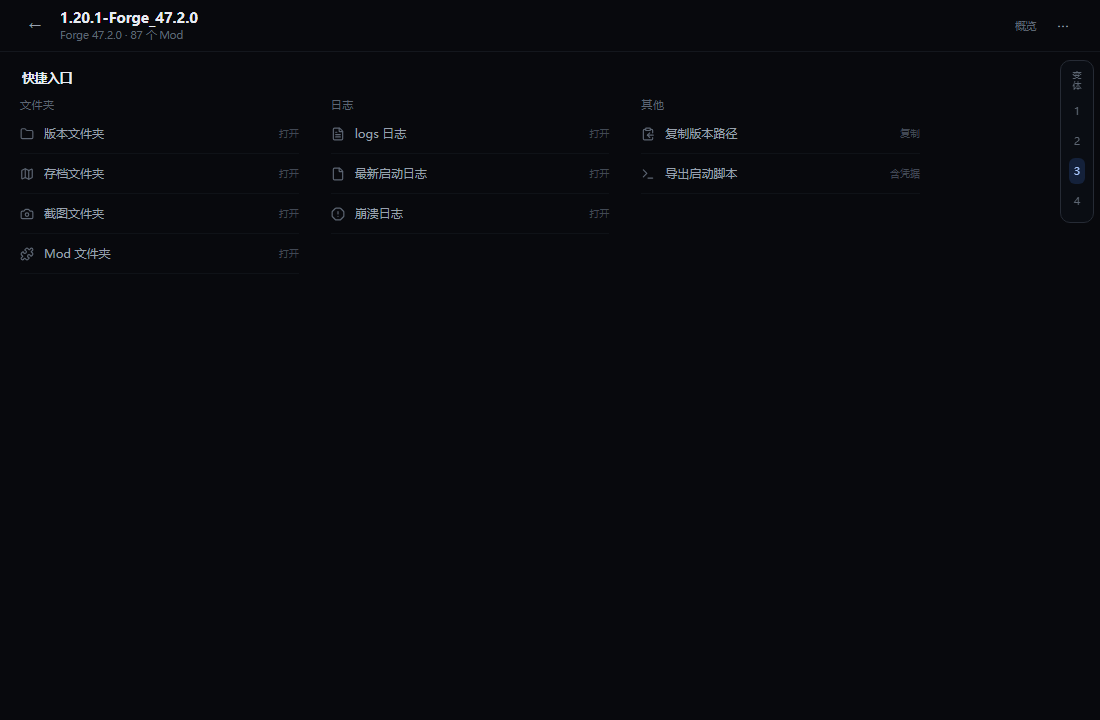 ←
1.20.1-Forge_47.2.0
Forge 47.2.0 · 87 个 Mod
概览
...
快捷入口
文件夹
版本文件夹 打开
存档文件夹 打开
截图文件夹 打开
Mod 文件夹 打开
日志
logs 日志 打开
最新启动日志 打开
崩溃日志 打开
其他
复制版本路径 复制
导出启动脚本 含凭据
变体
1
2
3
4